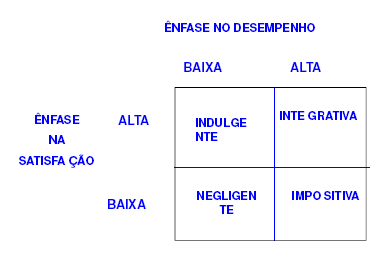 ÊNFASE NO DESEMPENHO
BAIXA ALTA
ÊNFASE
NA
SATISFA ÇÃO
ALTA
INDULGE
NTE
INTE GRATIVA
BAIXA
NEGLIGEN
TE
IMPO SITIVA